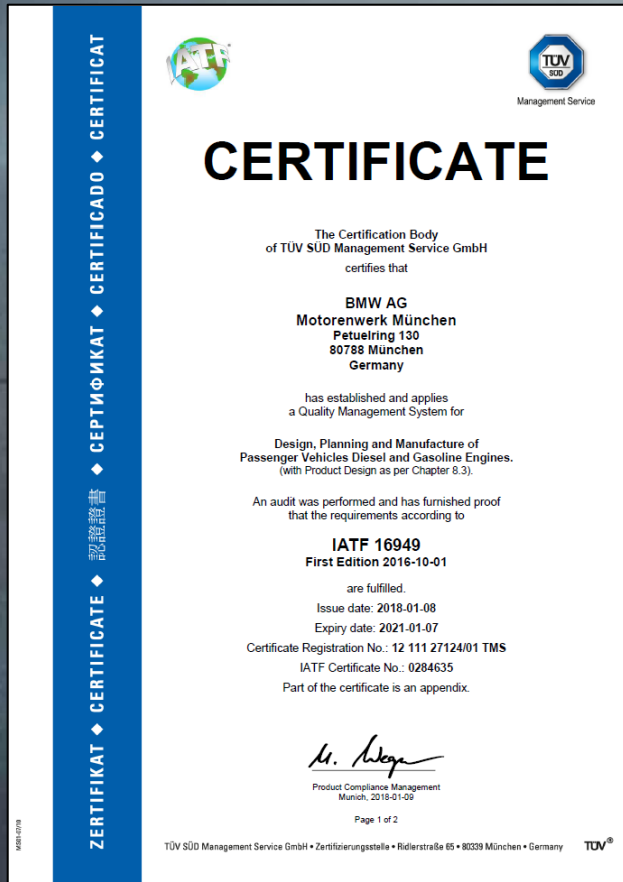 IATF
TÜV
SÜD
Management Service
ZERTIFIKAT ◆ CERTIFICATE ◆ 認證證書 ◆ СЕРТИФИКАТ ◆ CERTIFICADO ◆ CERTIFICAT
CERTIFICATE
The Certification Body
of TÜV SÜD Management Service GmbH
certifies that
BMW AG
Motorenwerk München
Petuelring 130
80788 München
Germany
has established and applies
a Quality Management System for
Design, Planning and Manufacture of
Passenger Vehicles Diesel and Gasoline Engines.
(with Product Design as per Chapter 8.3).
An audit was performed and has furnished proof
that the requirements according to
IATF 16949
First Edition 2016-10-01
are fulfilled.
Issue date: 2018-01-08
Expiry date: 2021-01-07
Certificate Registration No.: 12 111 27124/01 TMS
IATF Certificate No.: 0284635
Part of the certificate is an appendix.
Product Compliance Management
Munich, 2018-01-09
Page 1 of 2
TÜV SÜD Management Service GmbH • Zertifizierungsstelle • Ridlerstraße 65 • 80339 München • Germany
TÜV®